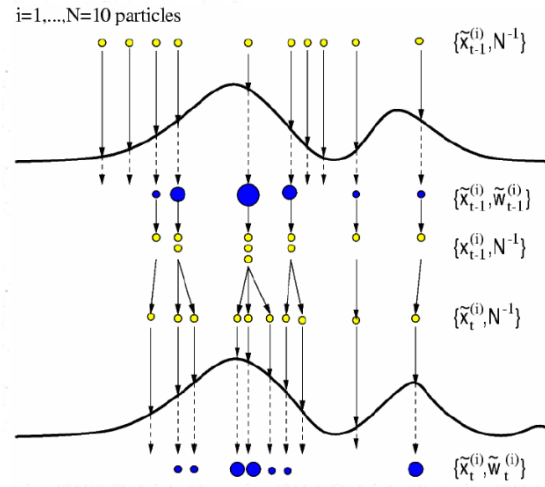 i=1,...,N=10 particles
{x̃_{t-1}^{(i)}, N^{-1}}
{x̃_{t-1}^{(i)}, w̃_{t-1}^{(i)}}
{x_{t-1}^{(i)}, N^{-1}}
{x̃_t^{(i)}, N^{-1}}
{x̃_t^{(i)}, w̃_t^{(i)}}